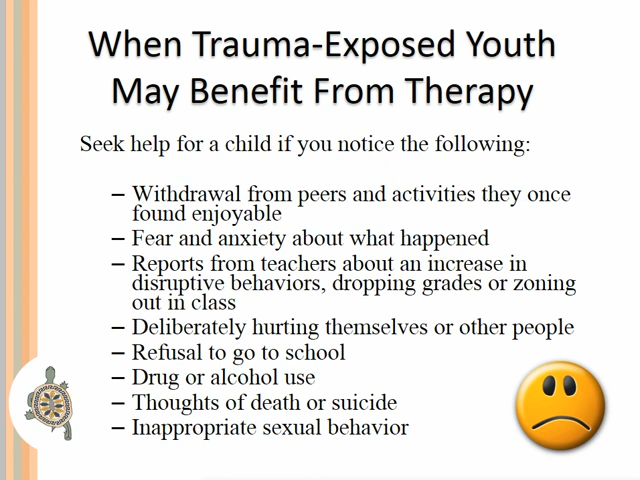 When Trauma-Exposed Youth
May Benefit From Therapy
Seek help for a child if you notice the following:
– Withdrawal from peers and activities they once
found enjoyable
– Fear and anxiety about what happened
– Reports from teachers about an increase in
disruptive behaviors, dropping grades or zoning
out in class
– Deliberately hurting themselves or other people
– Refusal to go to school
– Drug or alcohol use
– Thoughts of death or suicide
– Inappropriate sexual behavior